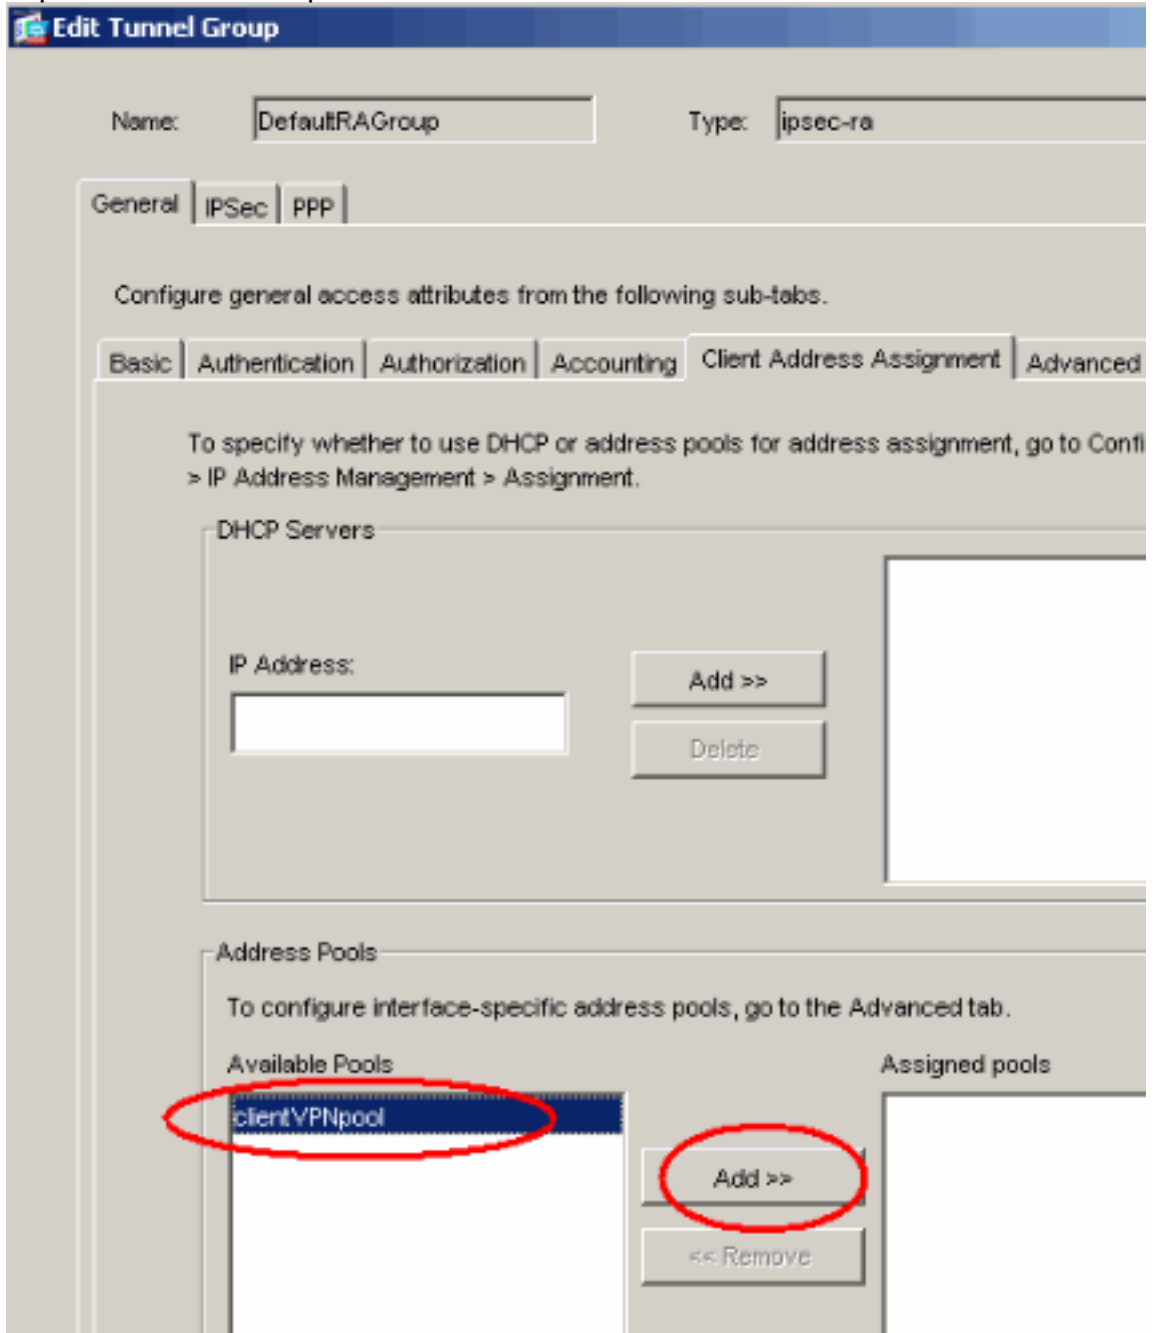 Edit Tunnel Group
Name: DefaultRAGroup Type: ipsec-ra
General IPSec PPP
Configure general access attributes from the following sub-tabs.
Basic Authentication Authorization Accounting Client Address Assignment Advanced
To specify whether to use DHCP or address pools for address assignment, go to Confi
> IP Address Management > Assignment.
DHCP Servers
IP Address:
Add >>
Delete
Address Pools
To configure interface-specific address pools, go to the Advanced tab.
Available Pools Assigned pools
clientVPNpool
Add >>
<< Remove